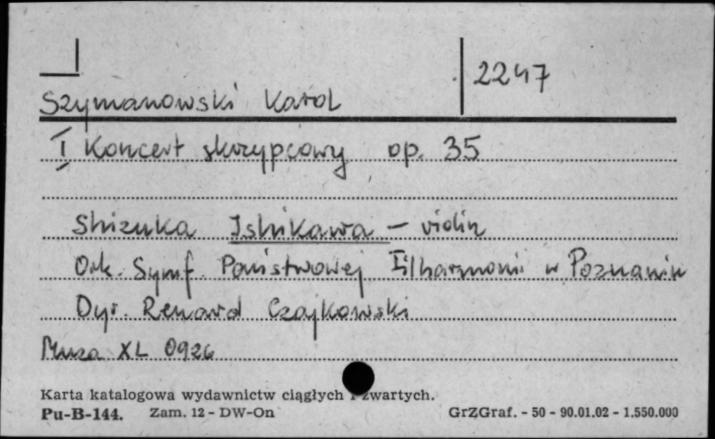 2247
Szymanowski Karol
I Koncert skrzypcowy op. 35
Shizuka Ishikawa – violin
Ork. Symf. Państwowej Filharmonii w Poznaniu
Dyr. Renard Czajkowski
Muza XL 0926
Karta katalogowa wydawnictw ciągłych i zwartych.
Pu-B-144. Zam. 12 - DW-On GrZGraf. - 50 - 90.01.02 - 1.550.000